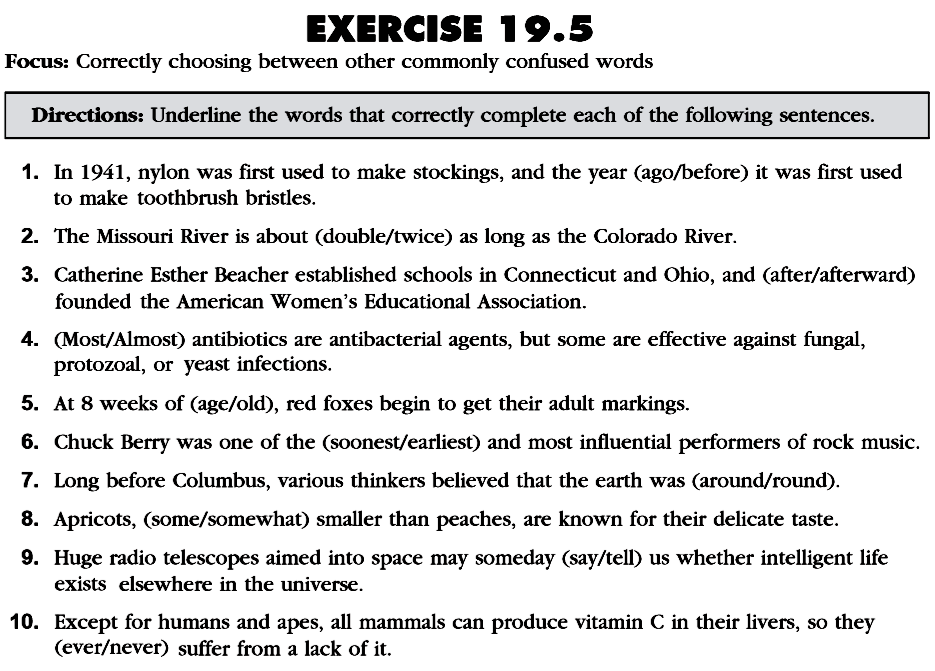 EXERCISE 19.5
Focus: Correctly choosing between other commonly confused words
Directions: Underline the words that correctly complete each of the following sentences.
1. In 1941, nylon was first used to make stockings, and the year (ago/before) it was first used
to make toothbrush bristles.
2. The Missouri River is about (double/twice) as long as the Colorado River.
3. Catherine Esther Beacher established schools in Connecticut and Ohio, and (after/afterward)
founded the American Women's Educational Association.
4. (Most/Almost) antibiotics are antibacterial agents, but some are effective against fungal,
protozoal, or yeast infections.
5. At 8 weeks of (age/old), red foxes begin to get their adult markings.
6. Chuck Berry was one of the (soonest/earliest) and most influential performers of rock music.
7. Long before Columbus, various thinkers believed that the earth was (around/round).
8. Apricots, (some/somewhat) smaller than peaches, are known for their delicate taste.
9. Huge radio telescopes aimed into space may someday (say/tell) us whether intelligent life
exists elsewhere in the universe.
10. Except for humans and apes, all mammals can produce vitamin C in their livers, so they
(ever/never) suffer from a lack of it.